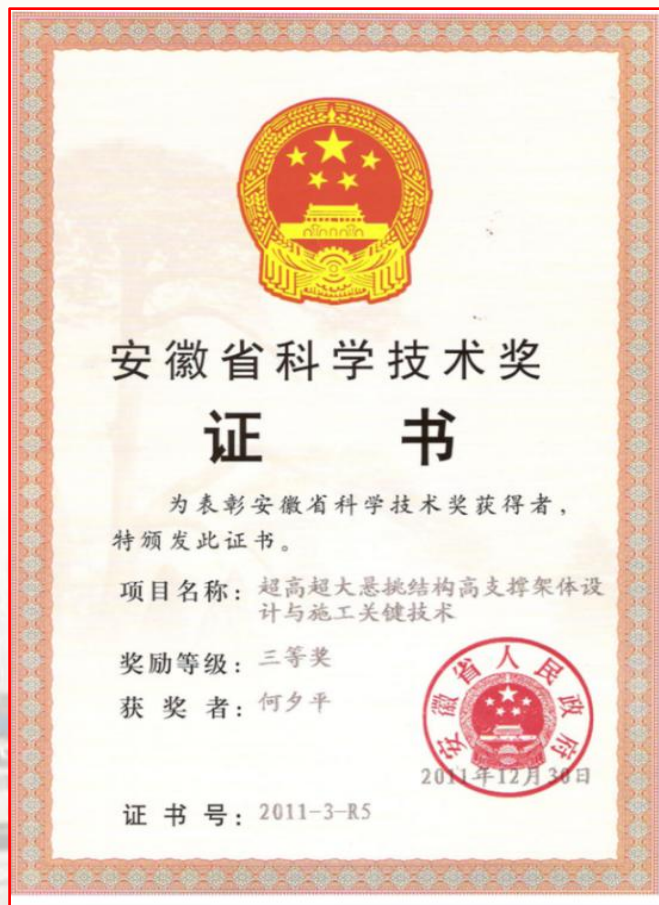 安徽省科学技术奖
证 书
为表彰安徽省科学技术奖获得者，
特颁发此证书。
项目名称：超高超大悬挑结构高支撑架体设
计与施工关键技术
奖励等级：三等奖
获 奖 者：何夕平
安徽省人民政府
2011年12月30日
证 书 号：2011-3-R5